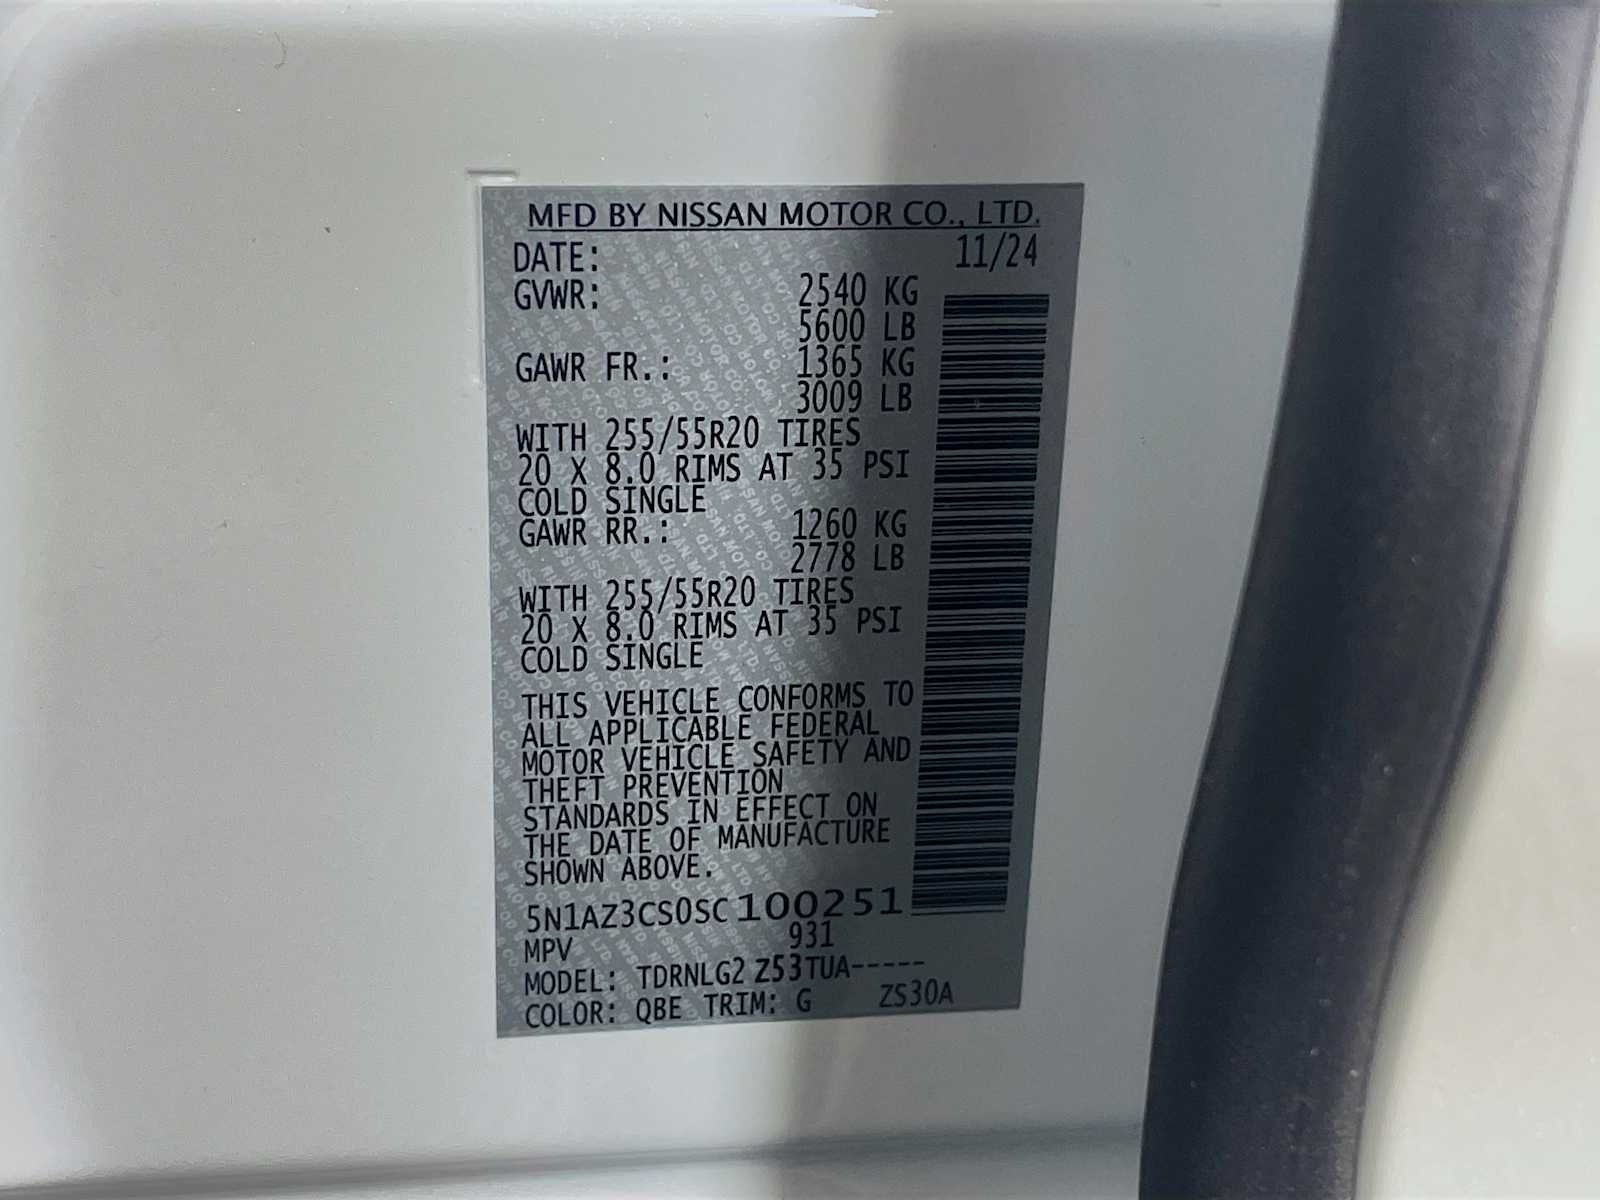 MFD BY NISSAN MOTOR CO., LTD.
DATE: 11/24
GVWR: 2540 KG
5600 LB
GAWR FR.: 1365 KG
3009 LB
WITH 255/55R20 TIRES
20 X 8.0 RIMS AT 35 PSI
COLD SINGLE
GAWR RR.: 1260 KG
2778 LB
WITH 255/55R20 TIRES
20 X 8.0 RIMS AT 35 PSI
COLD SINGLE
THIS VEHICLE CONFORMS TO
ALL APPLICABLE FEDERAL
MOTOR VEHICLE SAFETY AND
THEFT PREVENTION
STANDARDS IN EFFECT ON
THE DATE OF MANUFACTURE
SHOWN ABOVE.
5N1AZ3CS0SC100251
MPV 931
MODEL: TDRNLG2 Z53TUA-----
COLOR: QBE TRIM: G ZS30A